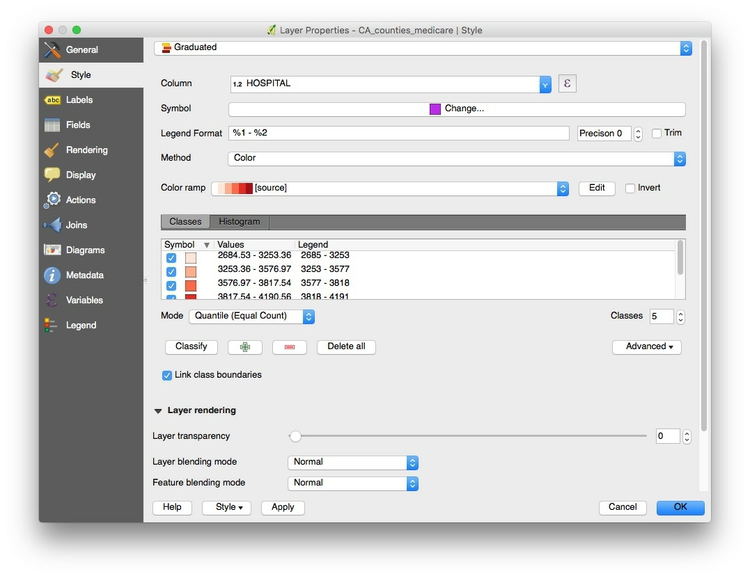 Layer Properties - CA_counties_medicare | Style
General
Style
abc Labels
Fields
Rendering
Display
Actions
Joins
Diagrams
Metadata
Variables
Legend
Graduated
Column 1.2 HOSPITAL ε
Symbol Change...
Legend Format %1 - %2 Precison 0 Trim
Method Color
Color ramp [source] Edit Invert
Classes Histogram
Symbol Values Legend
2684.53 - 3253.36 2685 - 3253
3253.36 - 3576.97 3253 - 3577
3576.97 - 3817.54 3577 - 3818
3817.54 - 4190.56 3818 - 4191
Mode Quantile (Equal Count) Classes 5
Classify Delete all Advanced
Link class boundaries
Layer rendering
Layer transparency 0
Layer blending mode Normal
Feature blending mode Normal
Help Style Apply Cancel OK